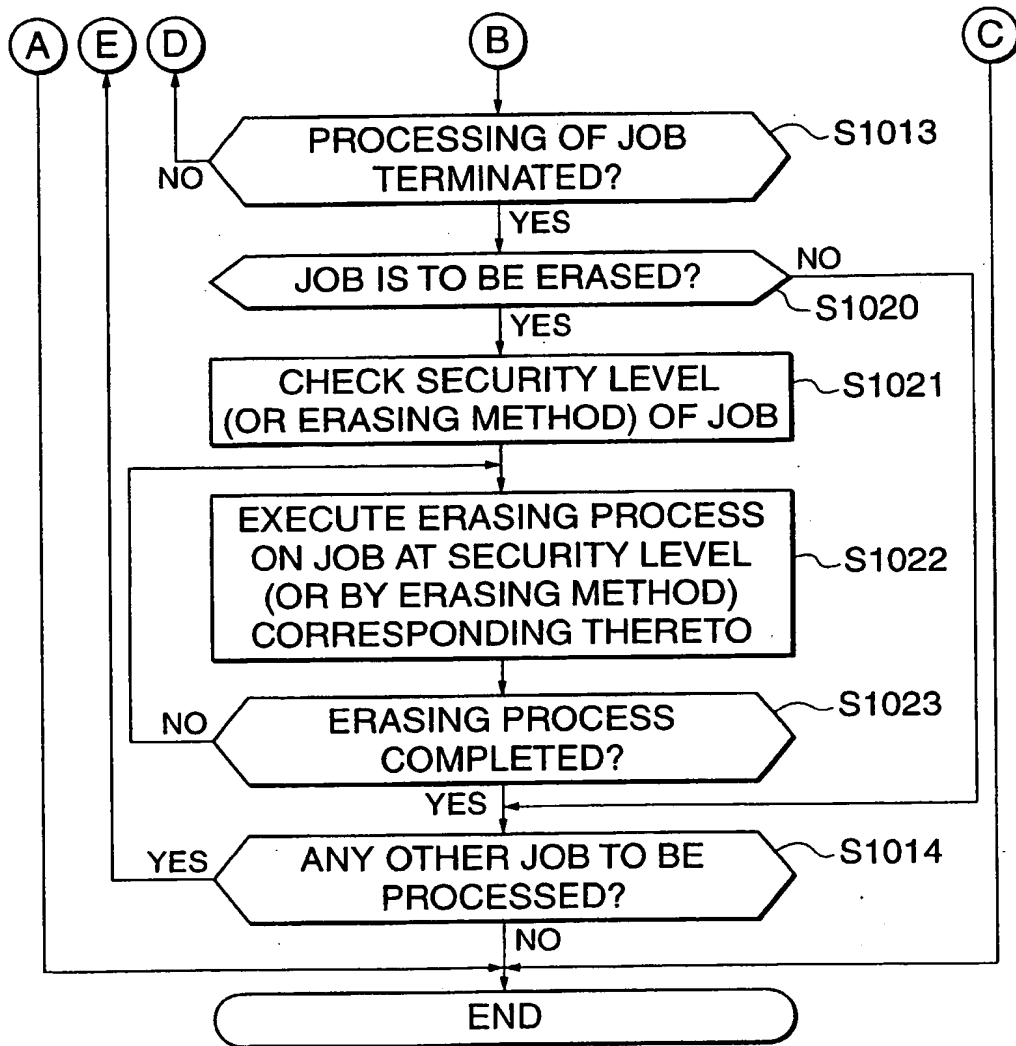 A E D B C
PROCESSING OF JOB
TERMINATED?
S1013
NO
YES
JOB IS TO BE ERASED?
NO
S1020
YES
CHECK SECURITY LEVEL
(OR ERASING METHOD) OF JOB
S1021
EXECUTE ERASING PROCESS
ON JOB AT SECURITY LEVEL
(OR BY ERASING METHOD)
CORRESPONDING THERETO
S1022
ERASING PROCESS
COMPLETED?
S1023
NO
YES
ANY OTHER JOB TO BE
PROCESSED?
S1014
YES
NO
END